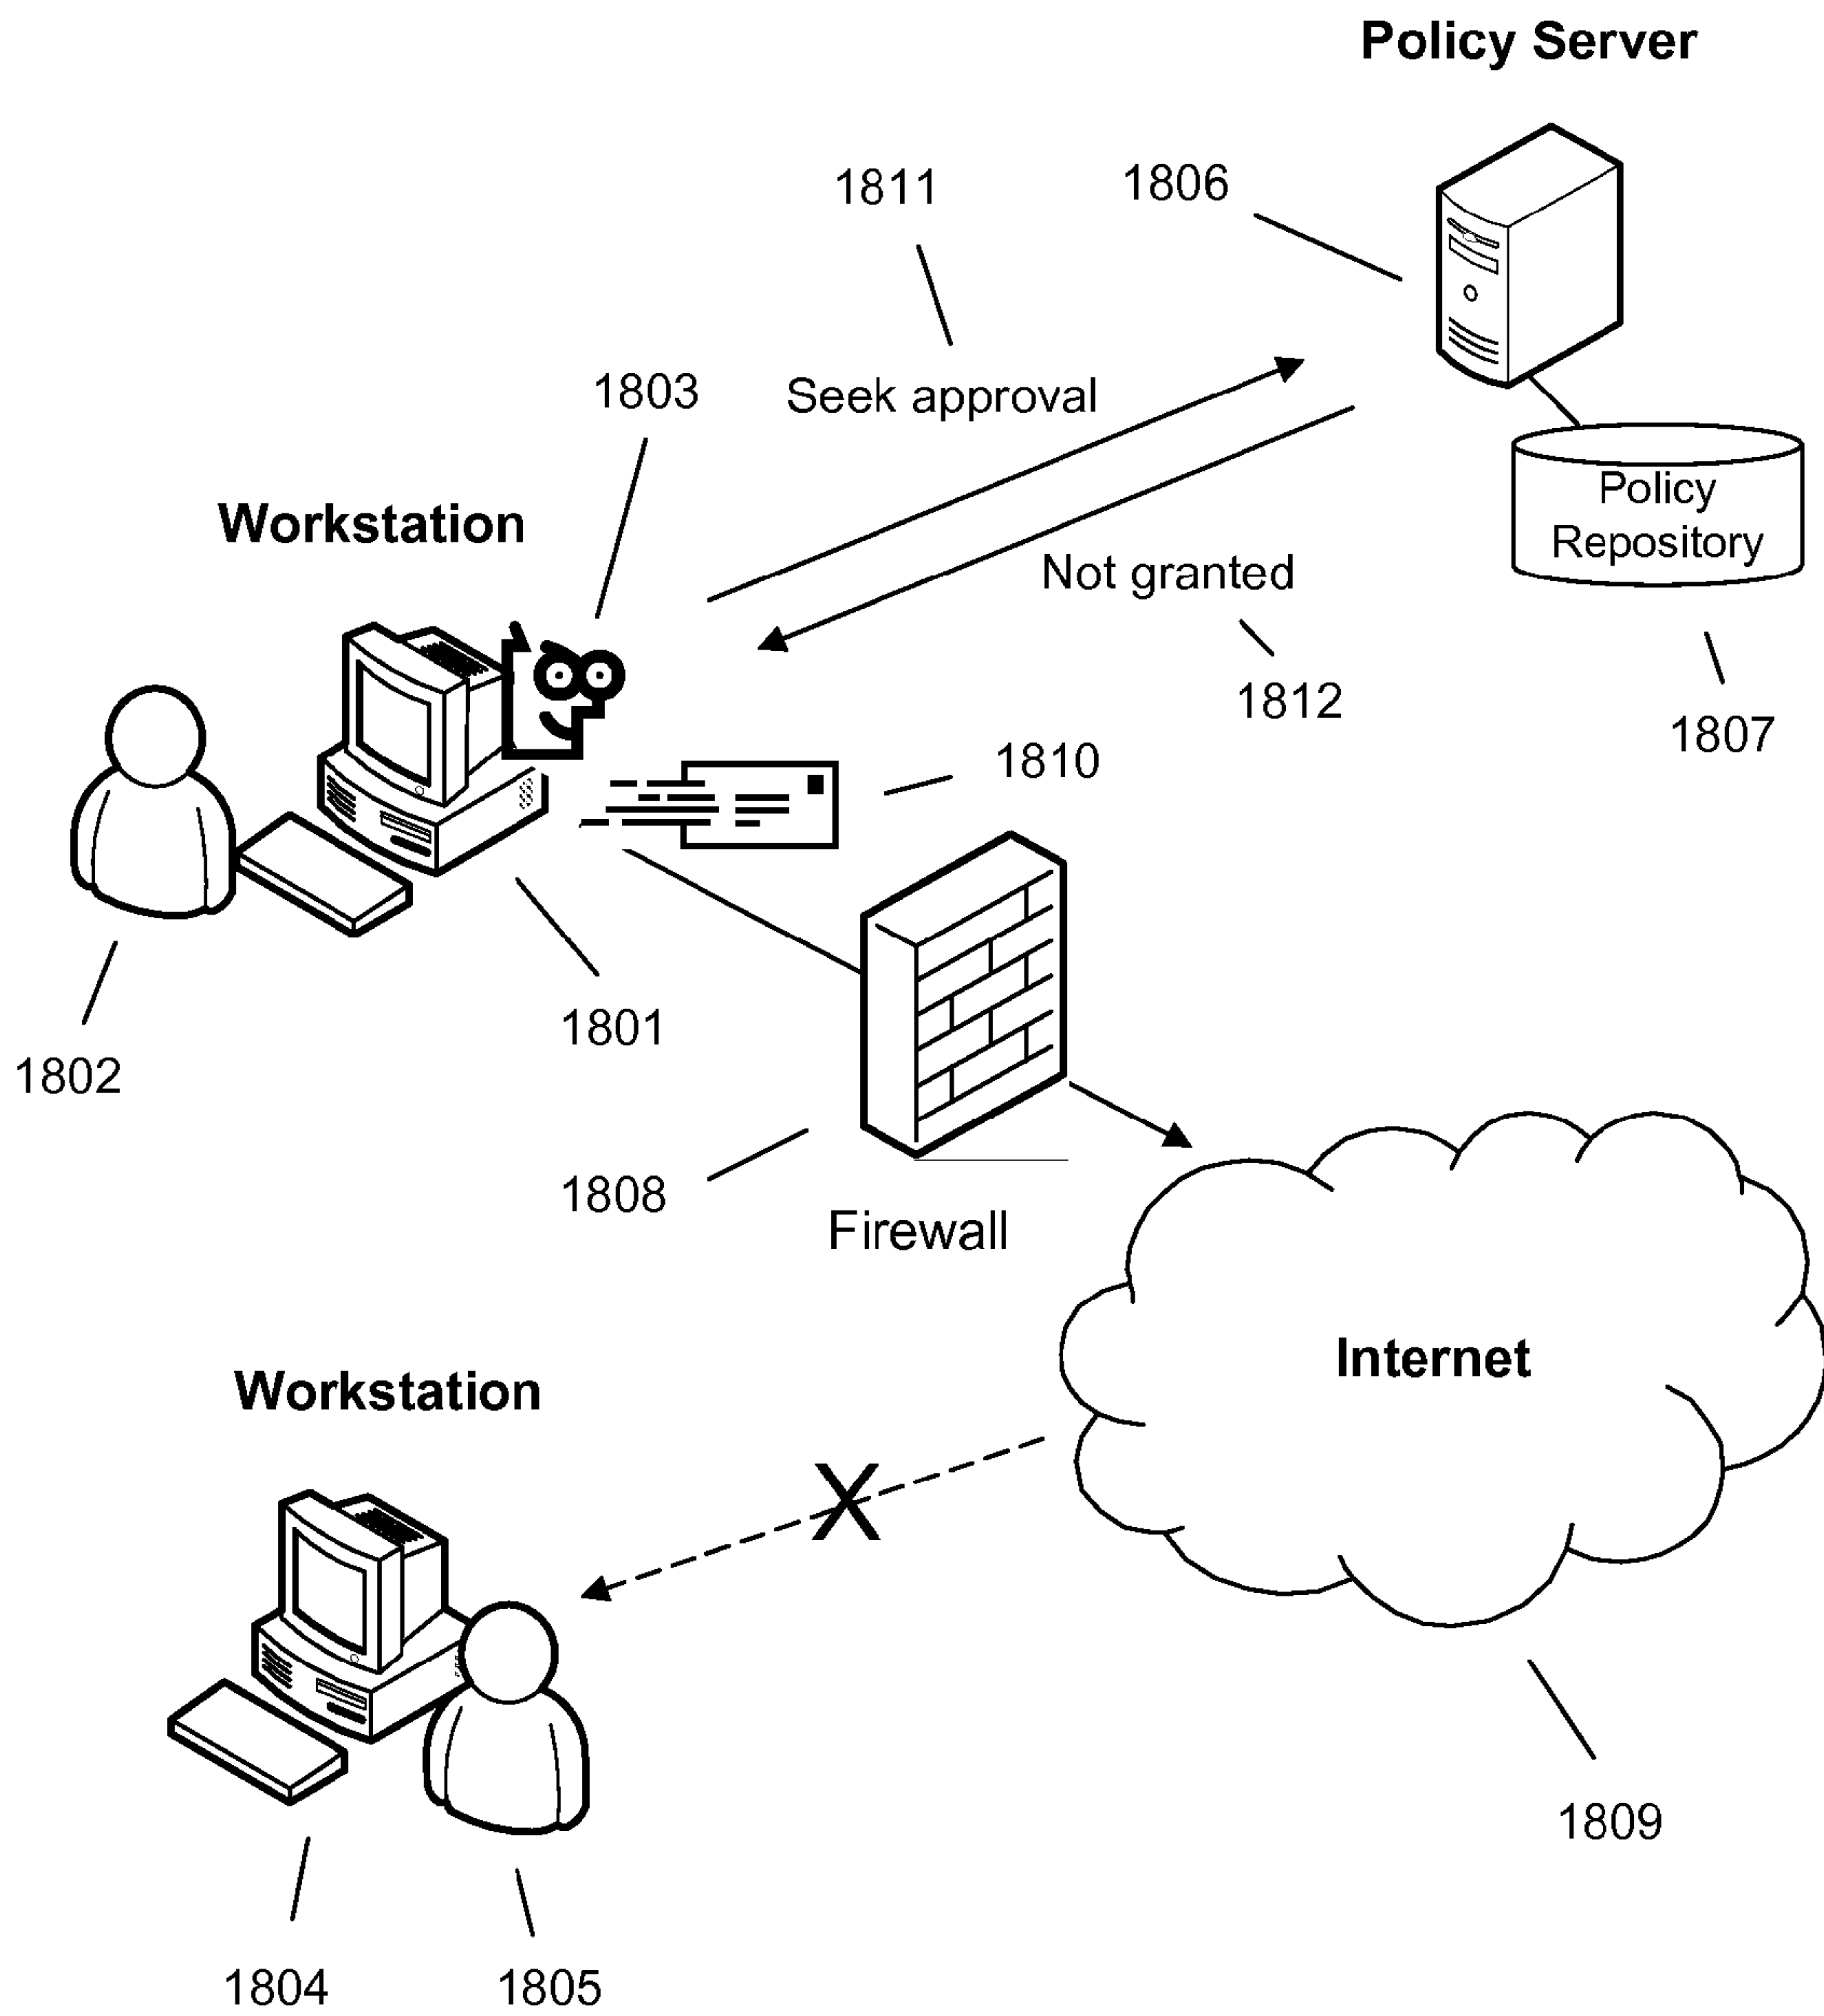 Policy Server
1811
1806
1803
Seek approval
Workstation
Policy
Repository
Not granted
1812
1807
1810
1801
1802
1808
Firewall
Internet
Workstation
X
1809
1804
1805